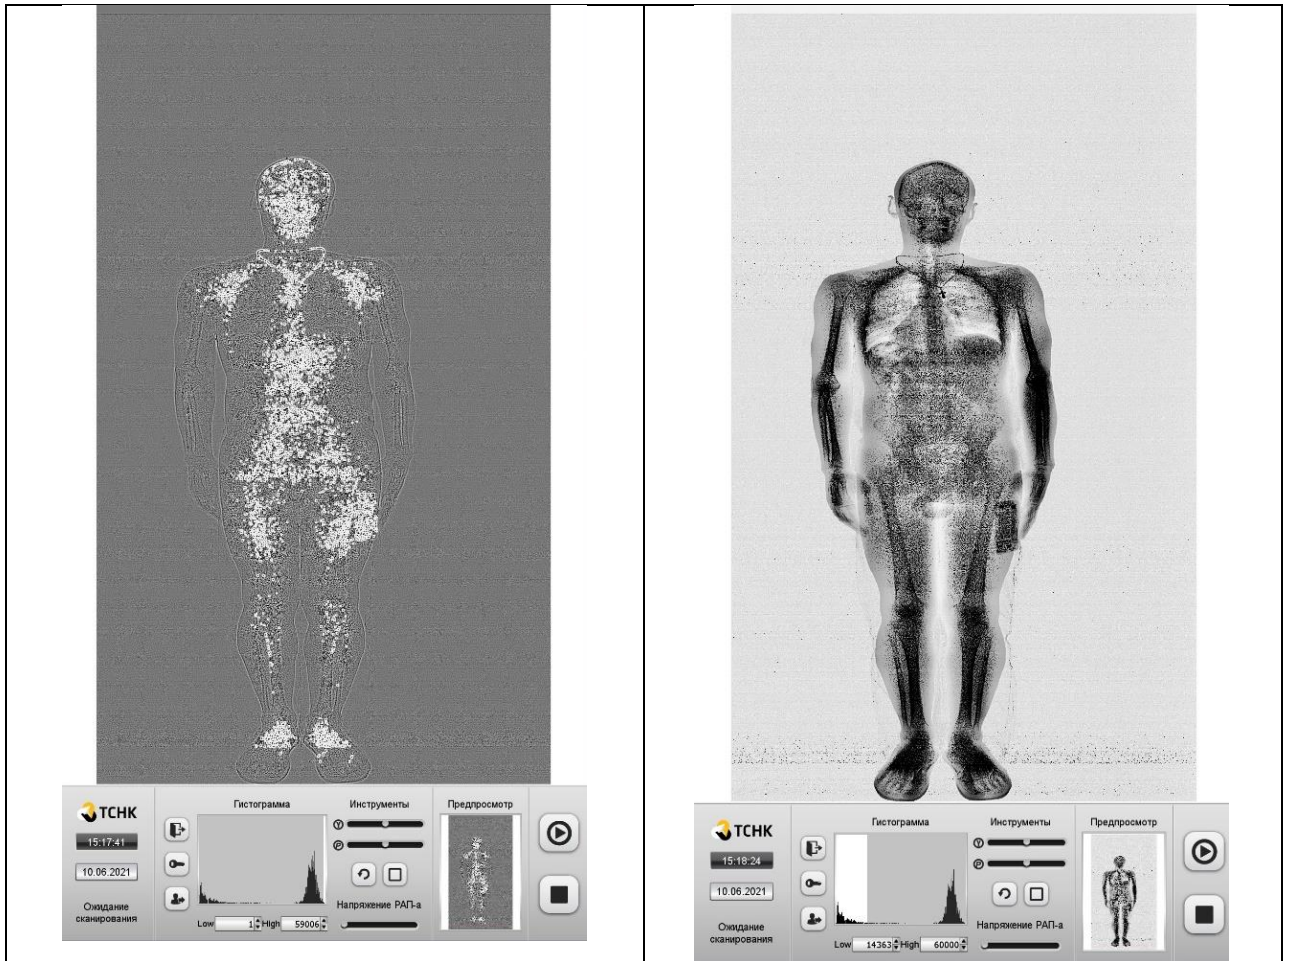 ТСНК
15:17:41
10.06.2021
Ожидание
сканирования
Гистограмма
Low 1 High 59006
Инструменты
Y
P
Напряжение РАП-а
Предпросмотр
ТСНК
15:18:24
10.06.2021
Ожидание
сканирования
Гистограмма
Low 14363 High 60000
Инструменты
Y
P
Напряжение РАП-а
Предпросмотр